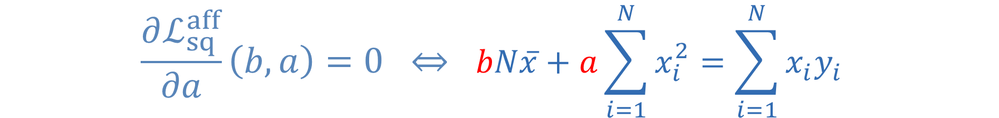 ∂ℒ_sq^aff/∂a (b, a) = 0 ⇔ bNx̄ + a ∑_{i=1}^{N} x_i^2 = ∑_{i=1}^{N} x_i y_i